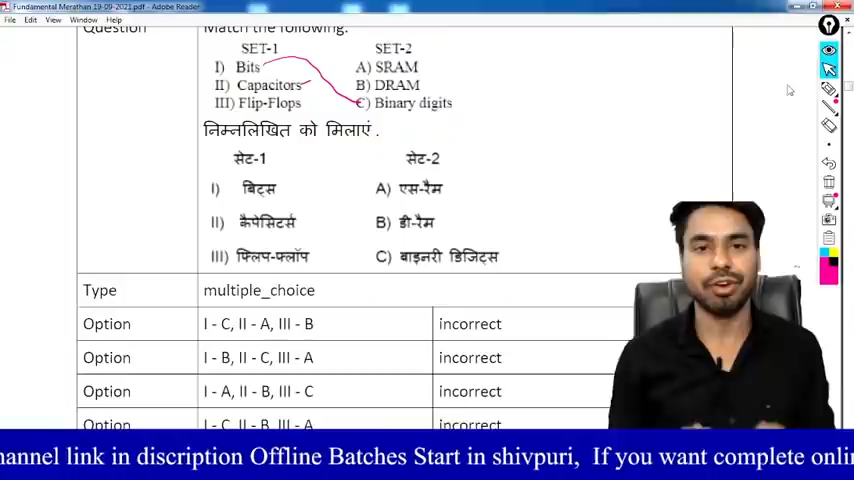 Fundamental Merathan 19-09-2021.pdf - Adobe Reader
File Edit View Window Help
Question Match the following:
SET-1 SET-2
I) Bits A) SRAM
II) Capacitors B) DRAM
III) Flip-Flops C) Binary digits
निम्नलिखित को मिलाएं .
सेट-1 सेट-2
I) बिट्स A) एस-रैम
II) कैपेसिटर्स B) डी-रैम
III) फ्लिप-फ्लॉप C) बाइनरी डिजिट्स
Type multiple_choice
Option I - C, II - A, III - B incorrect
Option I - B, II - C, III - A incorrect
Option I - A, II - B, III - C incorrect
Option I - C, II - B, III - A incorrect
hannel link in discription Offline Batches Start in shivpuri, If you want complete onlin